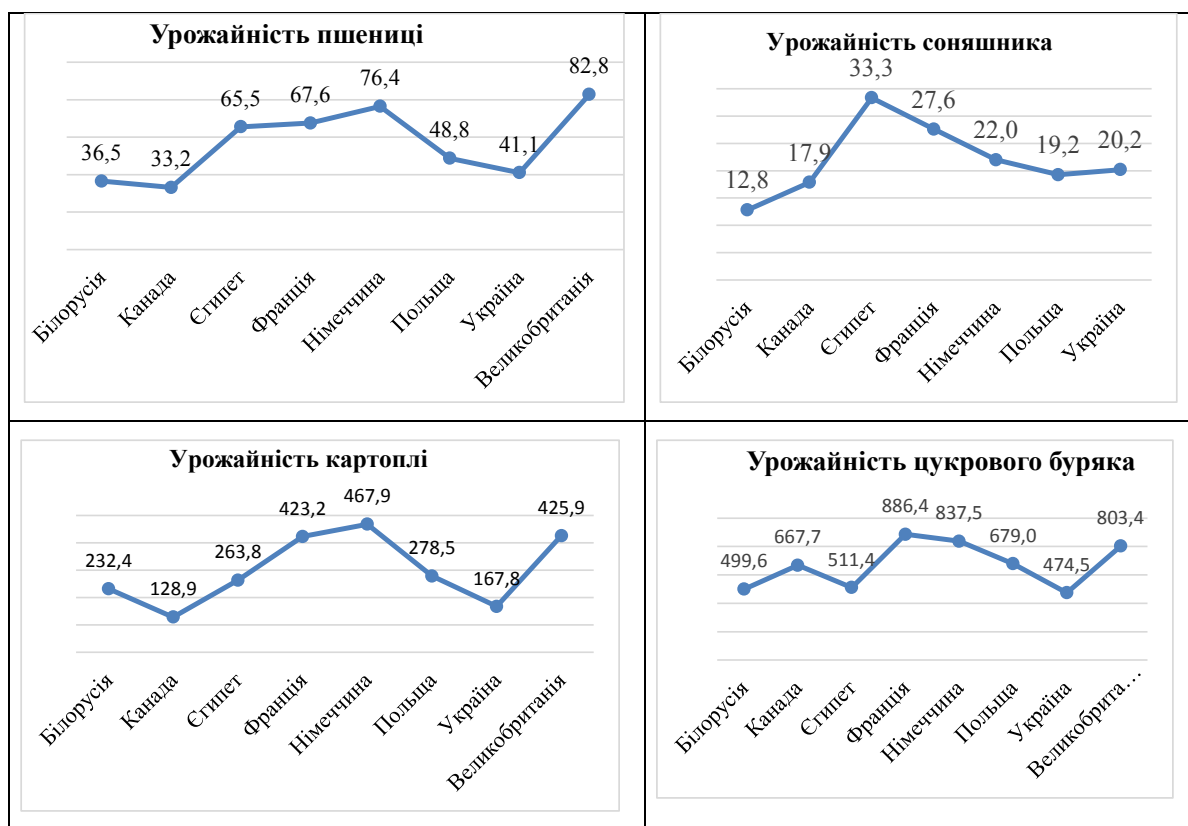 Урожайність пшениці
82,8
76,4
65,5 67,6
48,8
41,1
36,5 33,2
Білорусія Канада Єгипет Франція Німеччина Польща Україна Великобританія
Урожайність соняшника
33,3
27,6
22,0
19,2 20,2
17,9
12,8
Білорусія Канада Єгипет Франція Німеччина Польща Україна
Урожайність картоплі
467,9
423,2 425,9
278,5
263,8
232,4
167,8
128,9
Білорусія Канада Єгипет Франція Німеччина Польща Україна Великобританія
Урожайність цукрового буряка
886,4 837,5
803,4
667,7 679,0
499,6 511,4 474,5
Білорусія Канада Єгипет Франція Німеччина Польща Україна Великобрита…